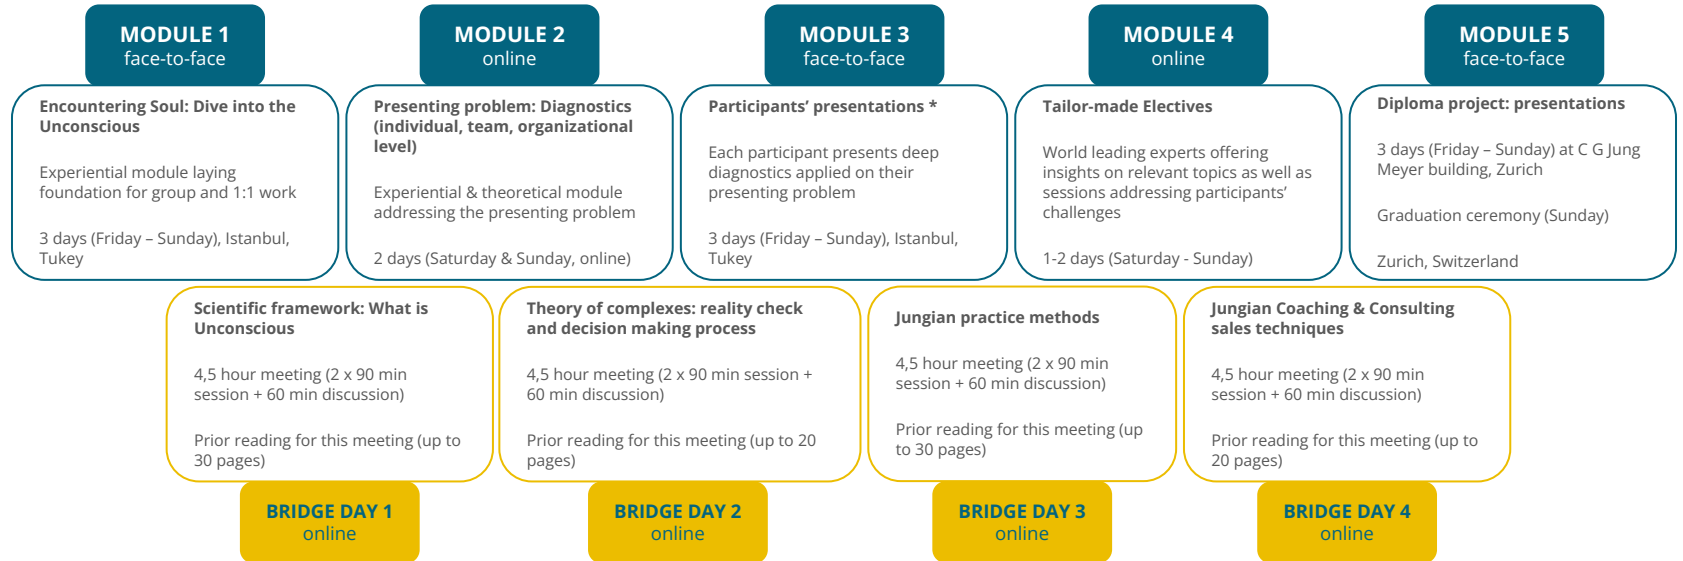 MODULE 1
face-to-face
Encountering Soul: Dive into the
Unconscious
Experiential module laying
foundation for group and 1:1 work
3 days (Friday – Sunday), Istanbul,
Tukey
MODULE 2
online
Presenting problem: Diagnostics
(individual, team, organizational
level)
Experiential & theoretical module
addressing the presenting problem
2 days (Saturday & Sunday, online)
MODULE 3
face-to-face
Participants’ presentations *
Each participant presents deep
diagnostics applied on their
presenting problem
3 days (Friday – Sunday), Istanbul,
Tukey
MODULE 4
online
Tailor-made Electives
World leading experts offering
insights on relevant topics as well as
sessions addressing participants’
challenges
1-2 days (Saturday - Sunday)
MODULE 5
face-to-face
Diploma project: presentations
3 days (Friday – Sunday) at C G Jung
Meyer building, Zurich
Graduation ceremony (Sunday)
Zurich, Switzerland
Scientific framework: What is
Unconscious
4,5 hour meeting (2 x 90 min
session + 60 min discussion)
Prior reading for this meeting (up to
30 pages)
BRIDGE DAY 1
online
Theory of complexes: reality check
and decision making process
4,5 hour meeting (2 x 90 min session +
60 min discussion)
Prior reading for this meeting (up to 20
pages)
BRIDGE DAY 2
online
Jungian practice methods
4,5 hour meeting (2 x 90 min
session + 60 min discussion)
Prior reading for this meeting (up
to 30 pages)
BRIDGE DAY 3
online
Jungian Coaching & Consulting
sales techniques
4,5 hour meeting (2 x 90 min
session + 60 min discussion)
Prior reading for this meeting (up to
20 pages)
BRIDGE DAY 4
online